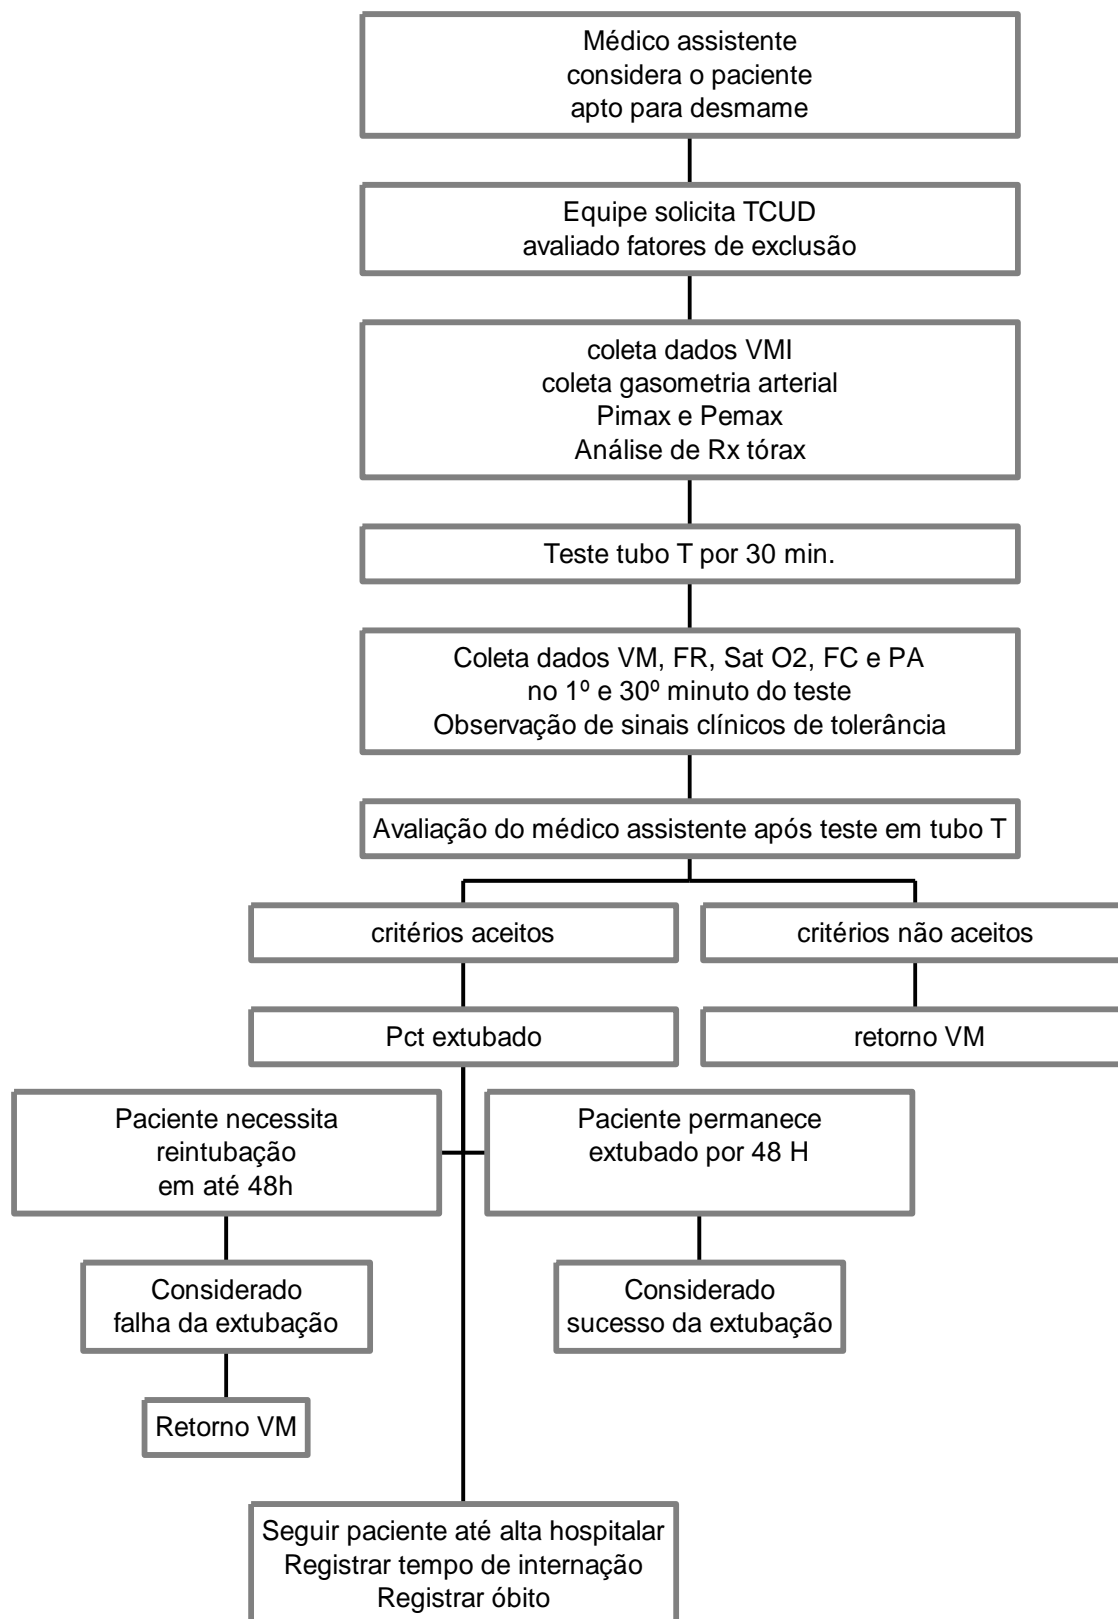 Médico assistente
considera o paciente
apto para desmame
Equipe solicita TCUD
avaliado fatores de exclusão
coleta dados VMI
coleta gasometria arterial
Pimax e Pemax
Análise de Rx tórax
Teste tubo T por 30 min.
Coleta dados VM, FR, Sat O2, FC e PA
no 1º e 30º minuto do teste
Observação de sinais clínicos de tolerância
Avaliação do médico assistente após teste em tubo T
critérios aceitos
critérios não aceitos
Pct extubado
retorno VM
Paciente necessita
reintubação
em até 48h
Paciente permanece
extubado por 48 H
Considerado
falha da extubação
Considerado
sucesso da extubação
Retorno VM
Seguir paciente até alta hospitalar
Registrar tempo de internação
Registrar óbito